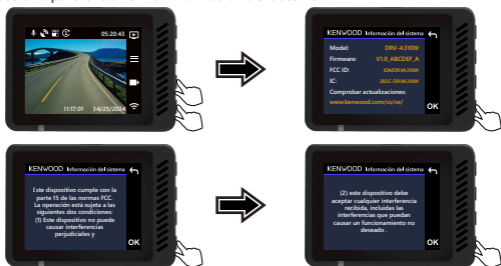 05:20:43
11:17:01 34/25/2024
KENWOOD Información del sistema
Model: DRV-A310W
Firmware: V1.0_ABCDEF_A
FCC ID:
IC:
Comprobar actualizaciones:
www.kenwood.com/cs/ce/
OK
KENWOOD Información del sistema
Este dispositivo cumple con la
parte 15 de las normas FCC.
La operación está sujeta a las
siguientes dos condiciones:
(1) Este dispositivo no puede
causar interferencias
perjudiciales y
OK
KENWOOD Información del sistema
(2) este dispositivo debe
aceptar cualquier interferencia
recibida, incluidas las
interferencias que puedan
causar un funcionamiento no
deseado .
OK